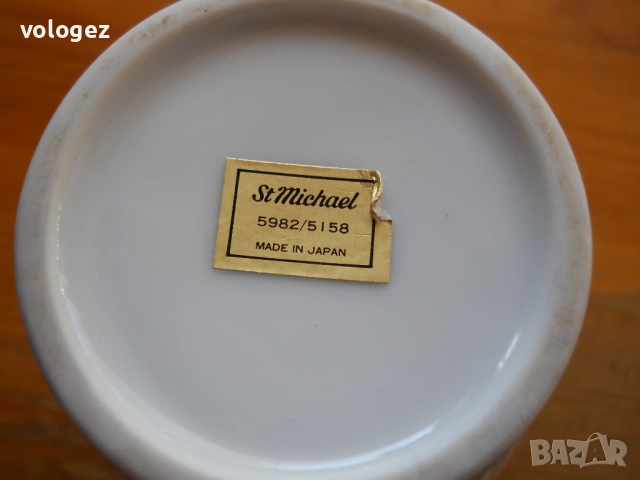 vologez
St Michael
5982/5158
MADE IN JAPAN
BAZAR